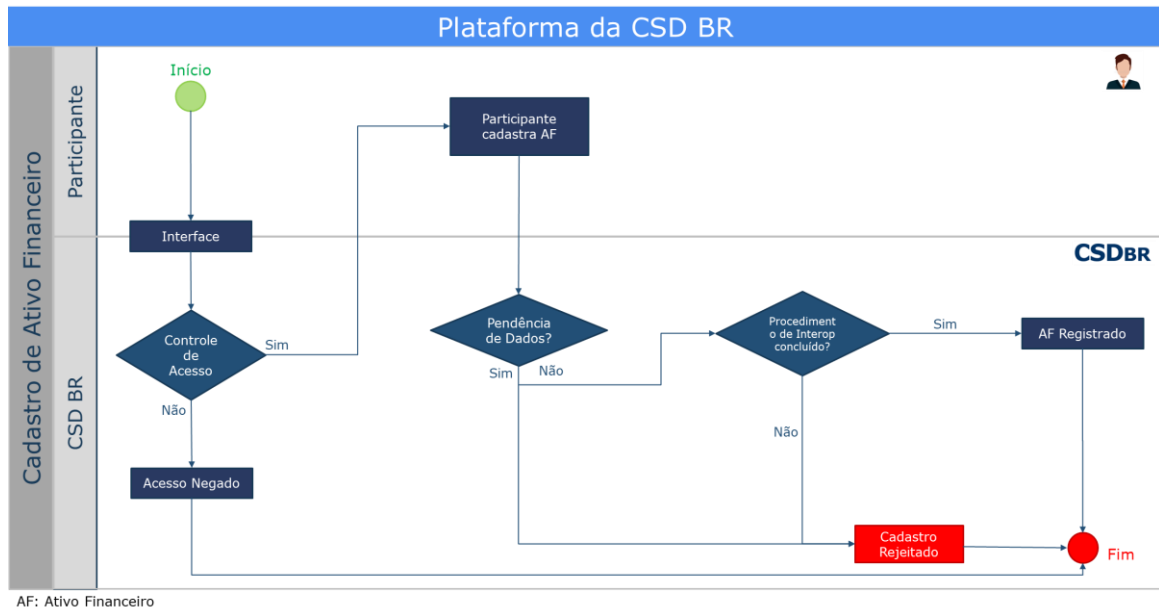 Plataforma da CSD BR
Cadastro de Ativo Financeiro
Participante
Início
Participante
cadastra AF
Interface
CSD BR
CSDBR
Controle
de
Acesso
Sim
Não
Acesso Negado
Pendência
de Dados?
Sim
Não
Procediment
o de Interop
concluído?
Sim
Não
AF Registrado
Cadastro
Rejeitado
Fim
AF: Ativo Financeiro